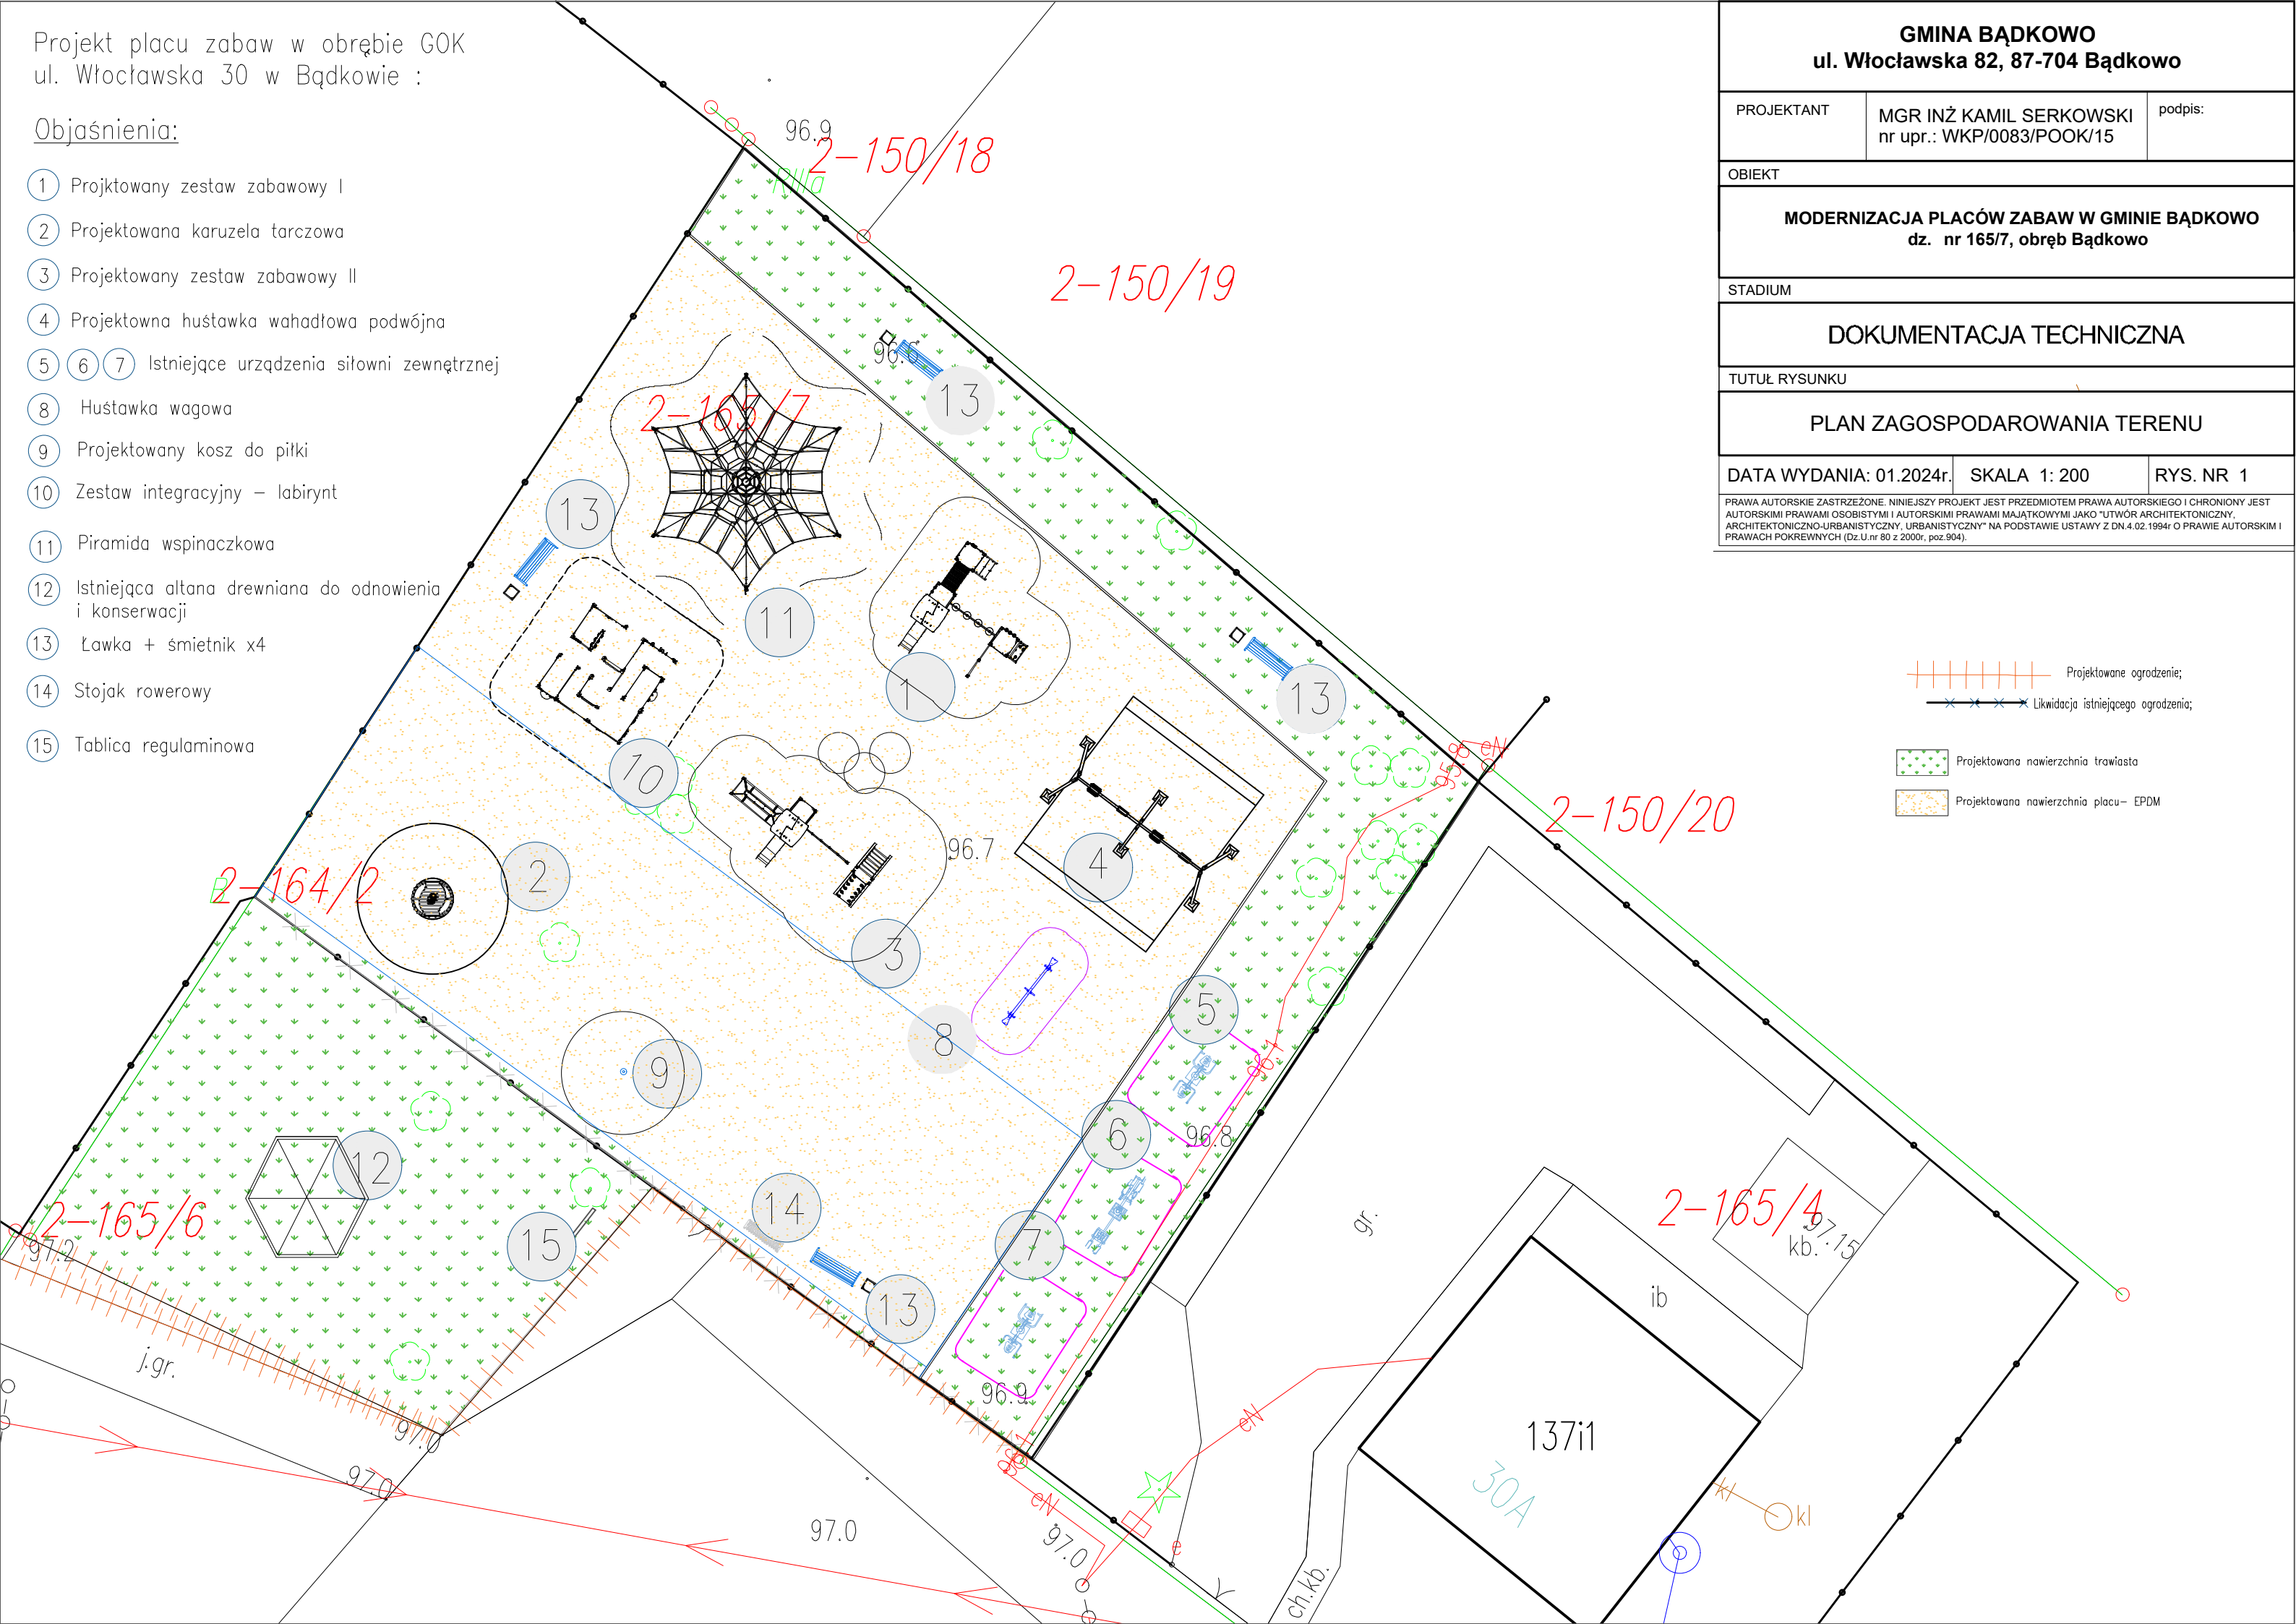 Projekt placu zabaw w obrębie GOK
ul. Włocławska 30 w Bądkowie :
Objaśnienia:
1 Projktowany zestaw zabawowy I
2 Projektowana karuzela tarczowa
3 Projektowany zestaw zabawowy II
4 Projektowna huśtawka wahadłowa podwójna
5 6 7 Istniejące urządzenia siłowni zewnętrznej
8 Huśtawka wagowa
9 Projektowany kosz do piłki
10 Zestaw integracyjny – labirynt
11 Piramida wspinaczkowa
12 Istniejąca altana drewniana do odnowienia
i konserwacji
13 Ławka + śmietnik x4
14 Stojak rowerowy
15 Tablica regulaminowa
GMINA BĄDKOWO
ul. Włocławska 82, 87-704 Bądkowo
PROJEKTANT
MGR INŻ KAMIL SERKOWSKI
nr upr.: WKP/0083/POOK/15
podpis:
OBIEKT
MODERNIZACJA PLACÓW ZABAW W GMINIE BĄDKOWO
dz. nr 165/7, obręb Bądkowo
STADIUM
DOKUMENTACJA TECHNICZNA
TUTUŁ RYSUNKU
PLAN ZAGOSPODAROWANIA TERENU
DATA WYDANIA: 01.2024r. SKALA 1: 200 RYS. NR 1
PRAWA AUTORSKIE ZASTRZEŻONE. NINIEJSZY PROJEKT JEST PRZEDMIOTEM PRAWA AUTORSKIEGO I CHRONIONY JEST
AUTORSKIMI PRAWAMI OSOBISTYMI I AUTORSKIMI PRAWAMI MAJĄTKOWYMI JAKO "UTWÓR ARCHITEKTONICZNY,
ARCHITEKTONICZNO-URBANISTYCZNY, URBANISTYCZNY" NA PODSTAWIE USTAWY Z DN.4.02.1994r O PRAWIE AUTORSKIM I
PRAWACH POKREWNYCH (Dz.U.nr 80 z 2000r, poz.904).
Projektowane ogrodzenie;
Likwidacja istniejącego ogrodzenia;
Projektowana nawierzchnia trawiasta
Projektowana nawierzchnia placu– EPDM
96.9
2–150/18
RIIIa
2–150/19
96.6
13
2–165/7
13
11
1
13
10
95.8
eN
2–150/20
4
96.7
2
2–164/2
B
3
5
8
96.1
9
6
96.8
12
14
7
15
2–165/6
97.2
13
2–165/4
97.15
kb.
gr.
ib
j.gr.
96.9
97.0
97.0
97.0
97.0
eN
eN
e
137i1
30A
kl
kl
ch.kb.